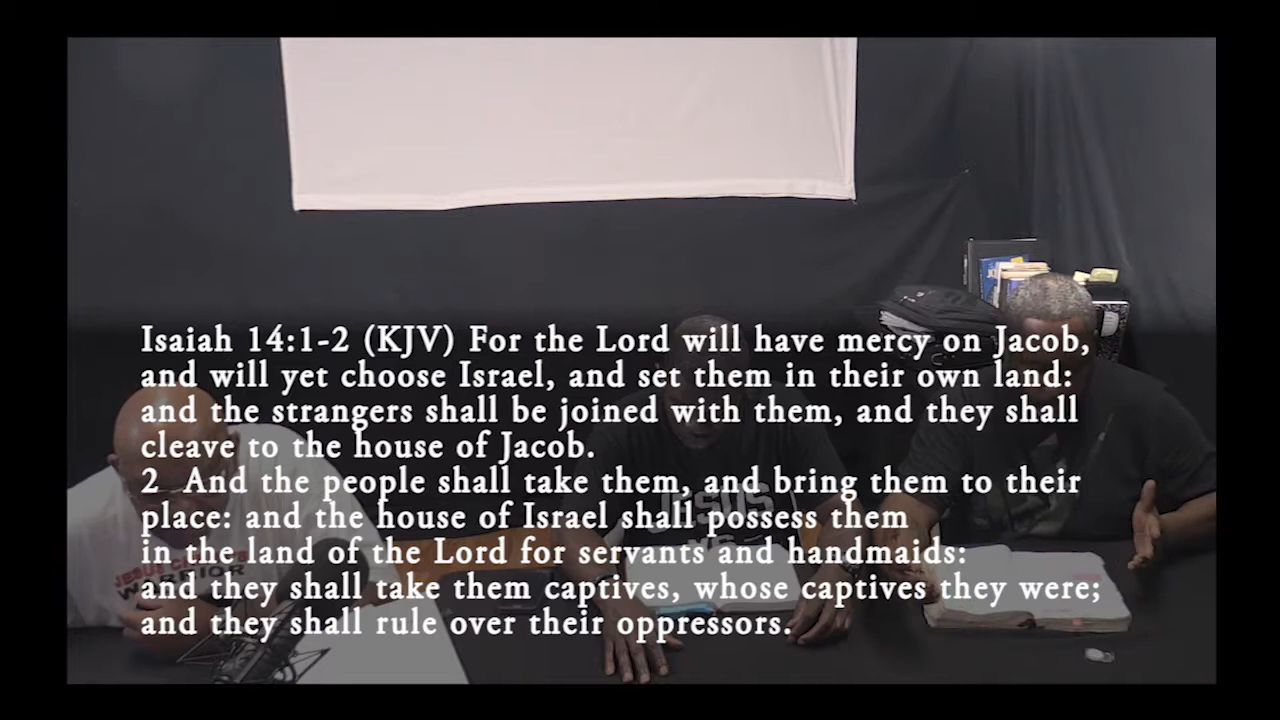 Isaiah 14:1-2 (KJV) For the Lord will have mercy on Jacob,
and will yet choose Israel, and set them in their own land:
and the strangers shall be joined with them, and they shall
cleave to the house of Jacob.
2 And the people shall take them, and bring them to their
place: and the house of Israel shall possess them
in the land of the Lord for servants and handmaids:
and they shall take them captives, whose captives they were;
and they shall rule over their oppressors.
JESUS
WARRIOR